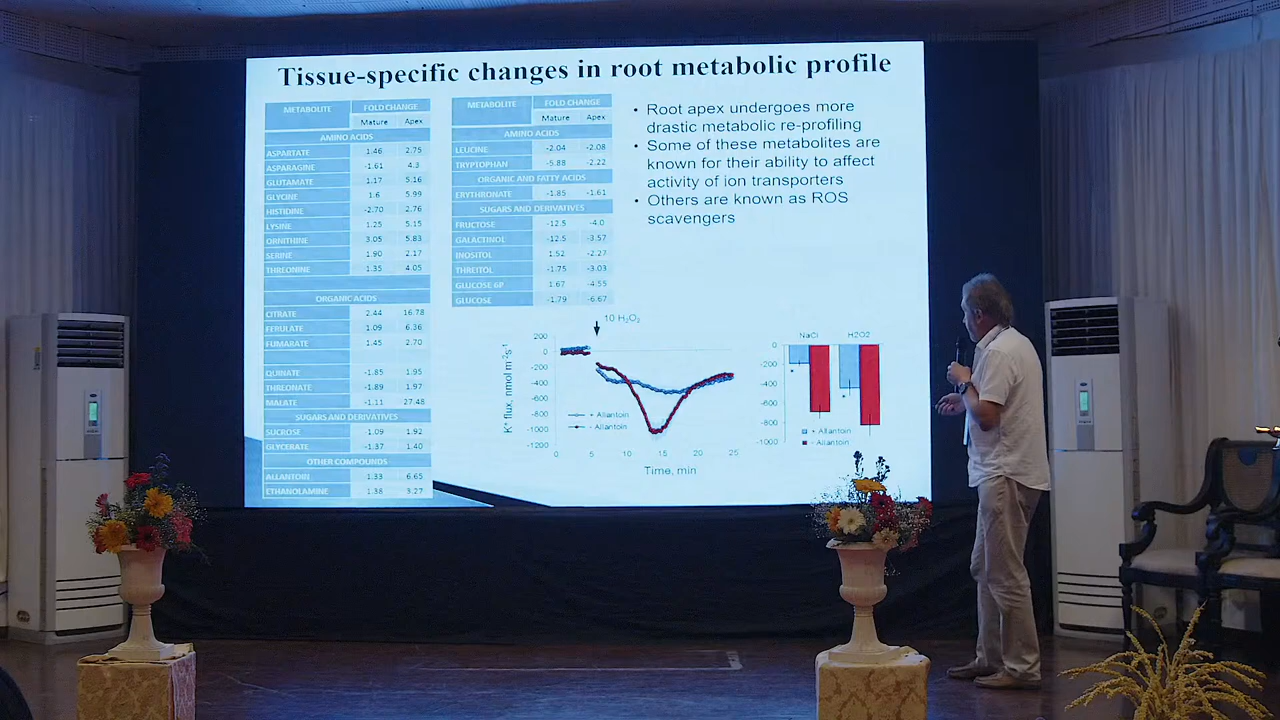 Tissue-specific changes in root metabolic profile
METABOLITE FOLD CHANGE
Mature Apex
AMINO ACIDS
ASPARTATE 1.46 2.75
ASPARAGINE -1.61 4.3
GLUTAMATE 1.17 5.16
GLYCINE 1.6 5.99
HISTIDINE -2.70 2.76
LYSINE 1.25 5.15
ORNITHINE 3.05 5.83
SERINE 1.90 2.17
THREONINE 1.35 4.05
ORGANIC ACIDS
CITRATE 2.44 16.78
FERULATE 1.09 6.36
FUMARATE 1.45 2.70
QUINATE -1.85 1.95
THREONATE -1.89 1.97
MALATE -1.11 27.48
SUGARS AND DERIVATIVES
SUCROSE -1.09 1.92
GLYCERATE -1.37 1.40
OTHER COMPOUNDS
ALLANTOIN 1.33 6.65
ETHANOLAMINE 1.38 3.27
METABOLITE FOLD CHANGE
Mature Apex
AMINO ACIDS
LEUCINE -2.04 -2.08
TRYPTOPHAN -5.88 -2.22
ORGANIC AND FATTY ACIDS
ERYTHRONATE -1.85 -1.61
SUGARS AND DERIVATIVES
FRUCTOSE -12.5 -4.0
GALACTINOL -12.5 -3.57
INOSITOL 1.52 -2.27
THREITOL -1.75 -3.03
GLUCOSE 6P 1.67 -4.55
GLUCOSE -1.79 -6.67
• Root apex undergoes more
drastic metabolic re-profiling
• Some of these metabolites are
known for their ability to affect
activity of ion transporters
• Others are known as ROS
scavengers
10 H₂O₂
K⁺ flux, nmol m⁻² s⁻¹
200
0
-200
-400
-600
-800
-1000
-1200
+ Allantoin
- Allantoin
0 5 10 15 20 25
Time, min
NaCl H2O2
0
-200
-400
-600
-800
-1000
*
*
+ Allantoin
- Allantoin